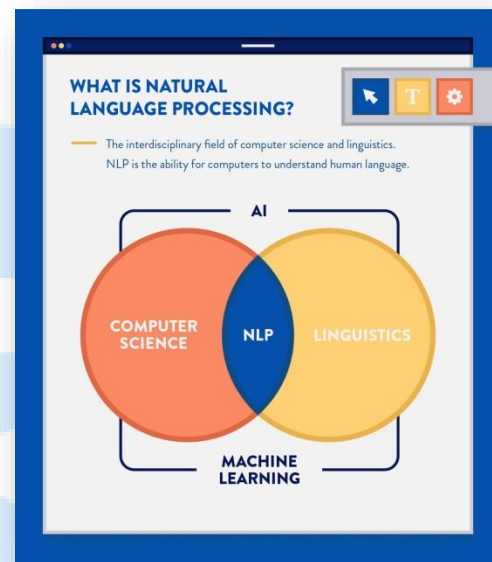 WHAT IS NATURAL
LANGUAGE PROCESSING?
T
The interdisciplinary field of computer science and linguistics.
NLP is the ability for computers to understand human language.
AI
COMPUTER
SCIENCE
NLP
LINGUISTICS
MACHINE
LEARNING